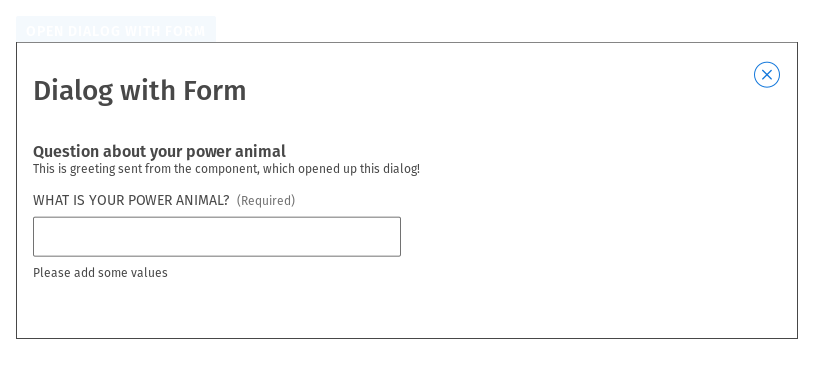 OPEN DIALOG WITH FORM
Dialog with Form
Question about your power animal
This is greeting sent from the component, which opened up this dialog!
WHAT IS YOUR POWER ANIMAL? (Required)
Please add some values